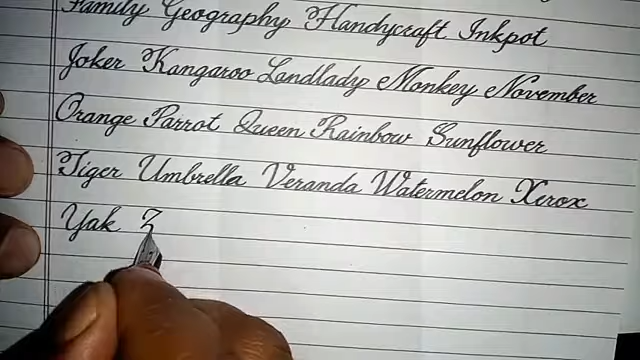 Family Geography Handycraft Inkpot
Joker Kangaroo Landlady Monkey November
Orange Parrot Queen Rainbow Sunflower
Tiger Umbrella Veranda Watermelon Xerox
Yak Z